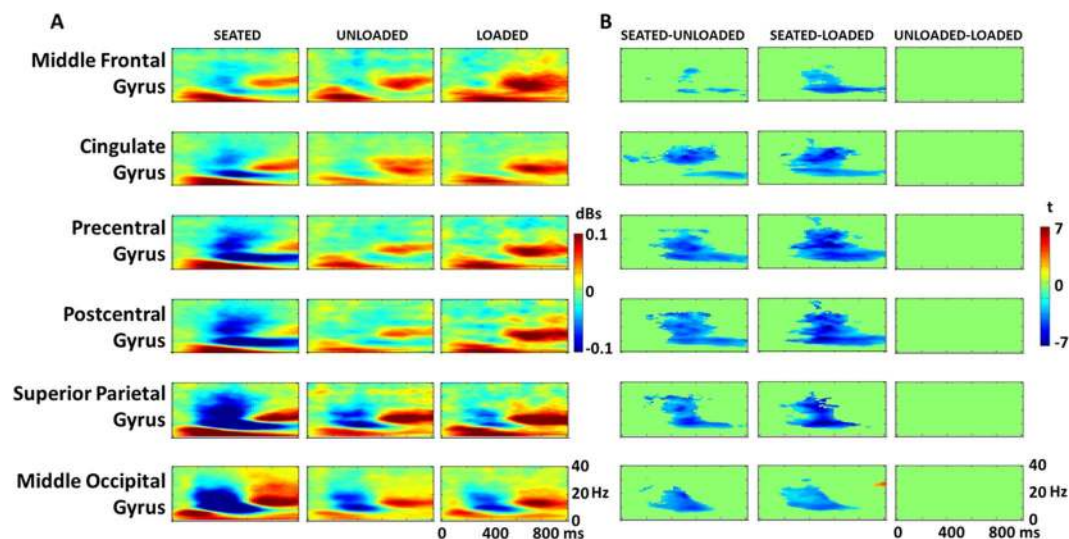 A
SEATED UNLOADED LOADED
B
SEATED-UNLOADED SEATED-LOADED UNLOADED-LOADED
Middle Frontal
Gyrus
Cingulate
Gyrus
Precentral
Gyrus
Postcentral
Gyrus
Superior Parietal
Gyrus
Middle Occipital
Gyrus
dBs
0.1
0
-0.1
t
7
-7
40
20 Hz
0
0 400 800 ms
40
20 Hz
0
0 400 800 ms